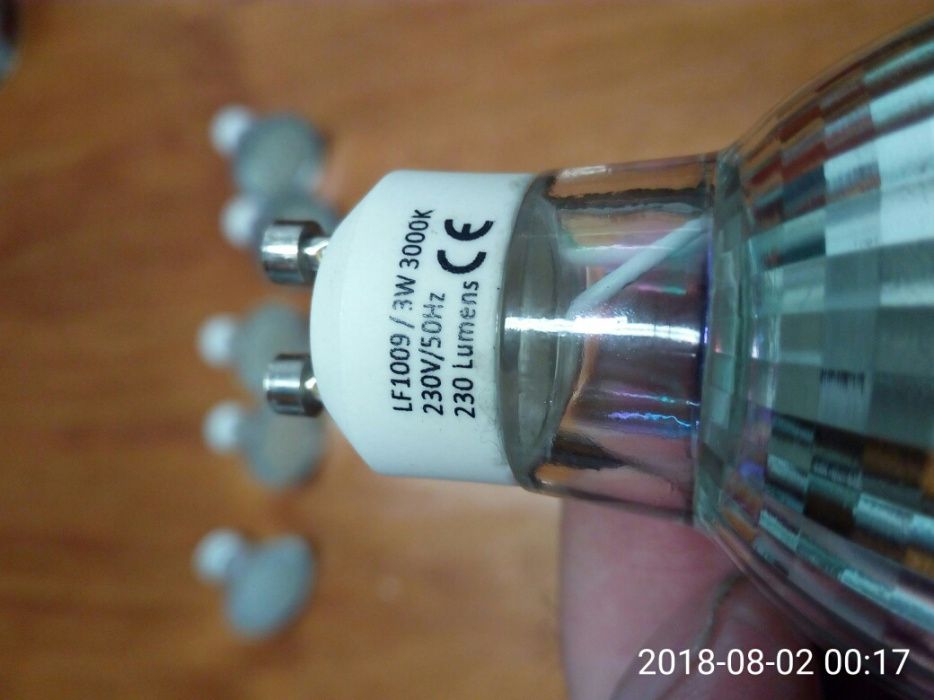 LF1009 / 3W 3000K
230V/50Hz
230 Lumens CE
2018-08-02 00:17